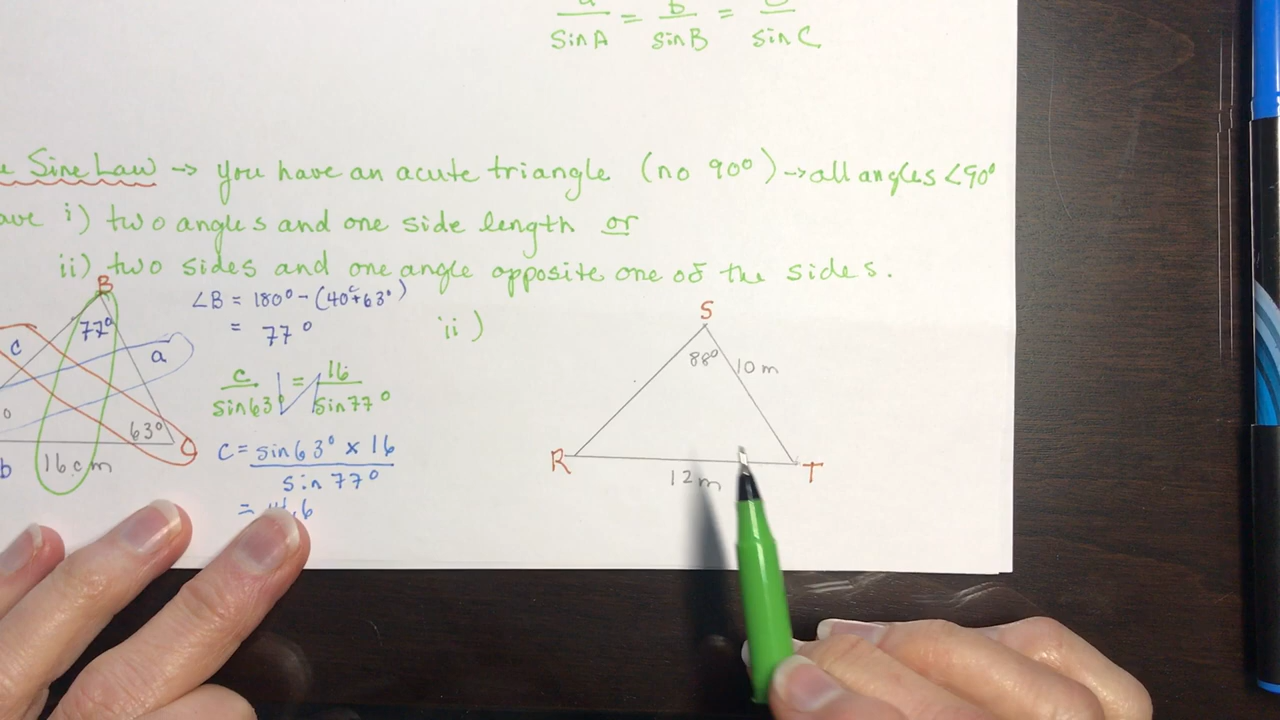 sinA = sinB = sinC
Sine Law → you have an acute triangle (no 90°) → all angles < 90°
i) two angles and one side length or
ii) two sides and one angle opposite one of the sides.
B
77°
c
a
63°
C
b
16 cm
∠B = 180° - (40° + 63°)
= 77°
c/sin63° = 16/sin77°
c = sin63° x 16
sin77°
ii)
S
88°
10 m
R
12 m
T